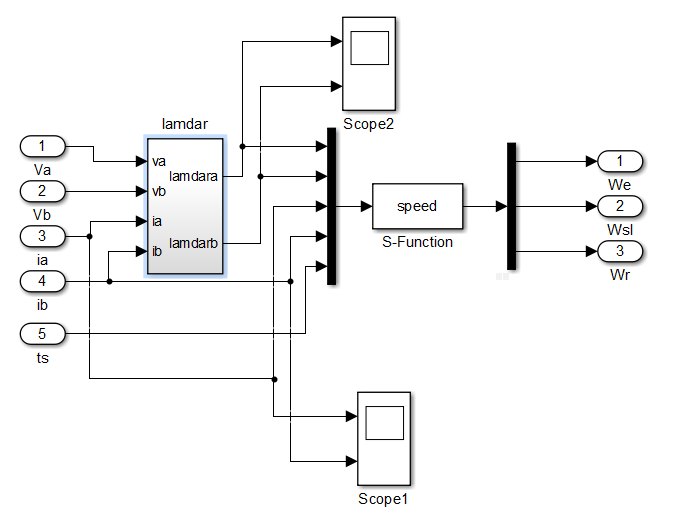 Scope2
lamdar
1
Va
2
Vb
3
ia
4
ib
5
ts
va
vb
ia
ib
lamdara
lamdarb
speed
S-Function
1
We
2
Wsl
3
Wr
Scope1